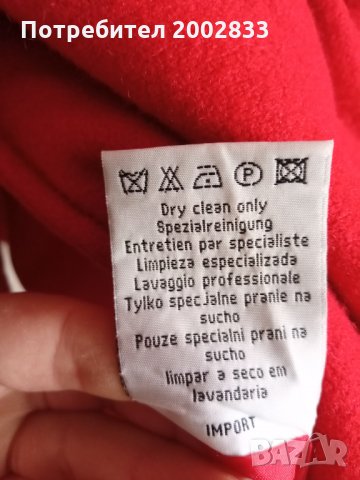 Потребител 2002833
P
Dry clean only
Spezialreinigung
Entretien par specialiste
Limpieza especializada
Lavaggio professionale
Tylko specjalne pranie na
sucho
Pouze specialni prani na
sucho
limpar a seco em
lavandaria
IMPORT
BAZAR